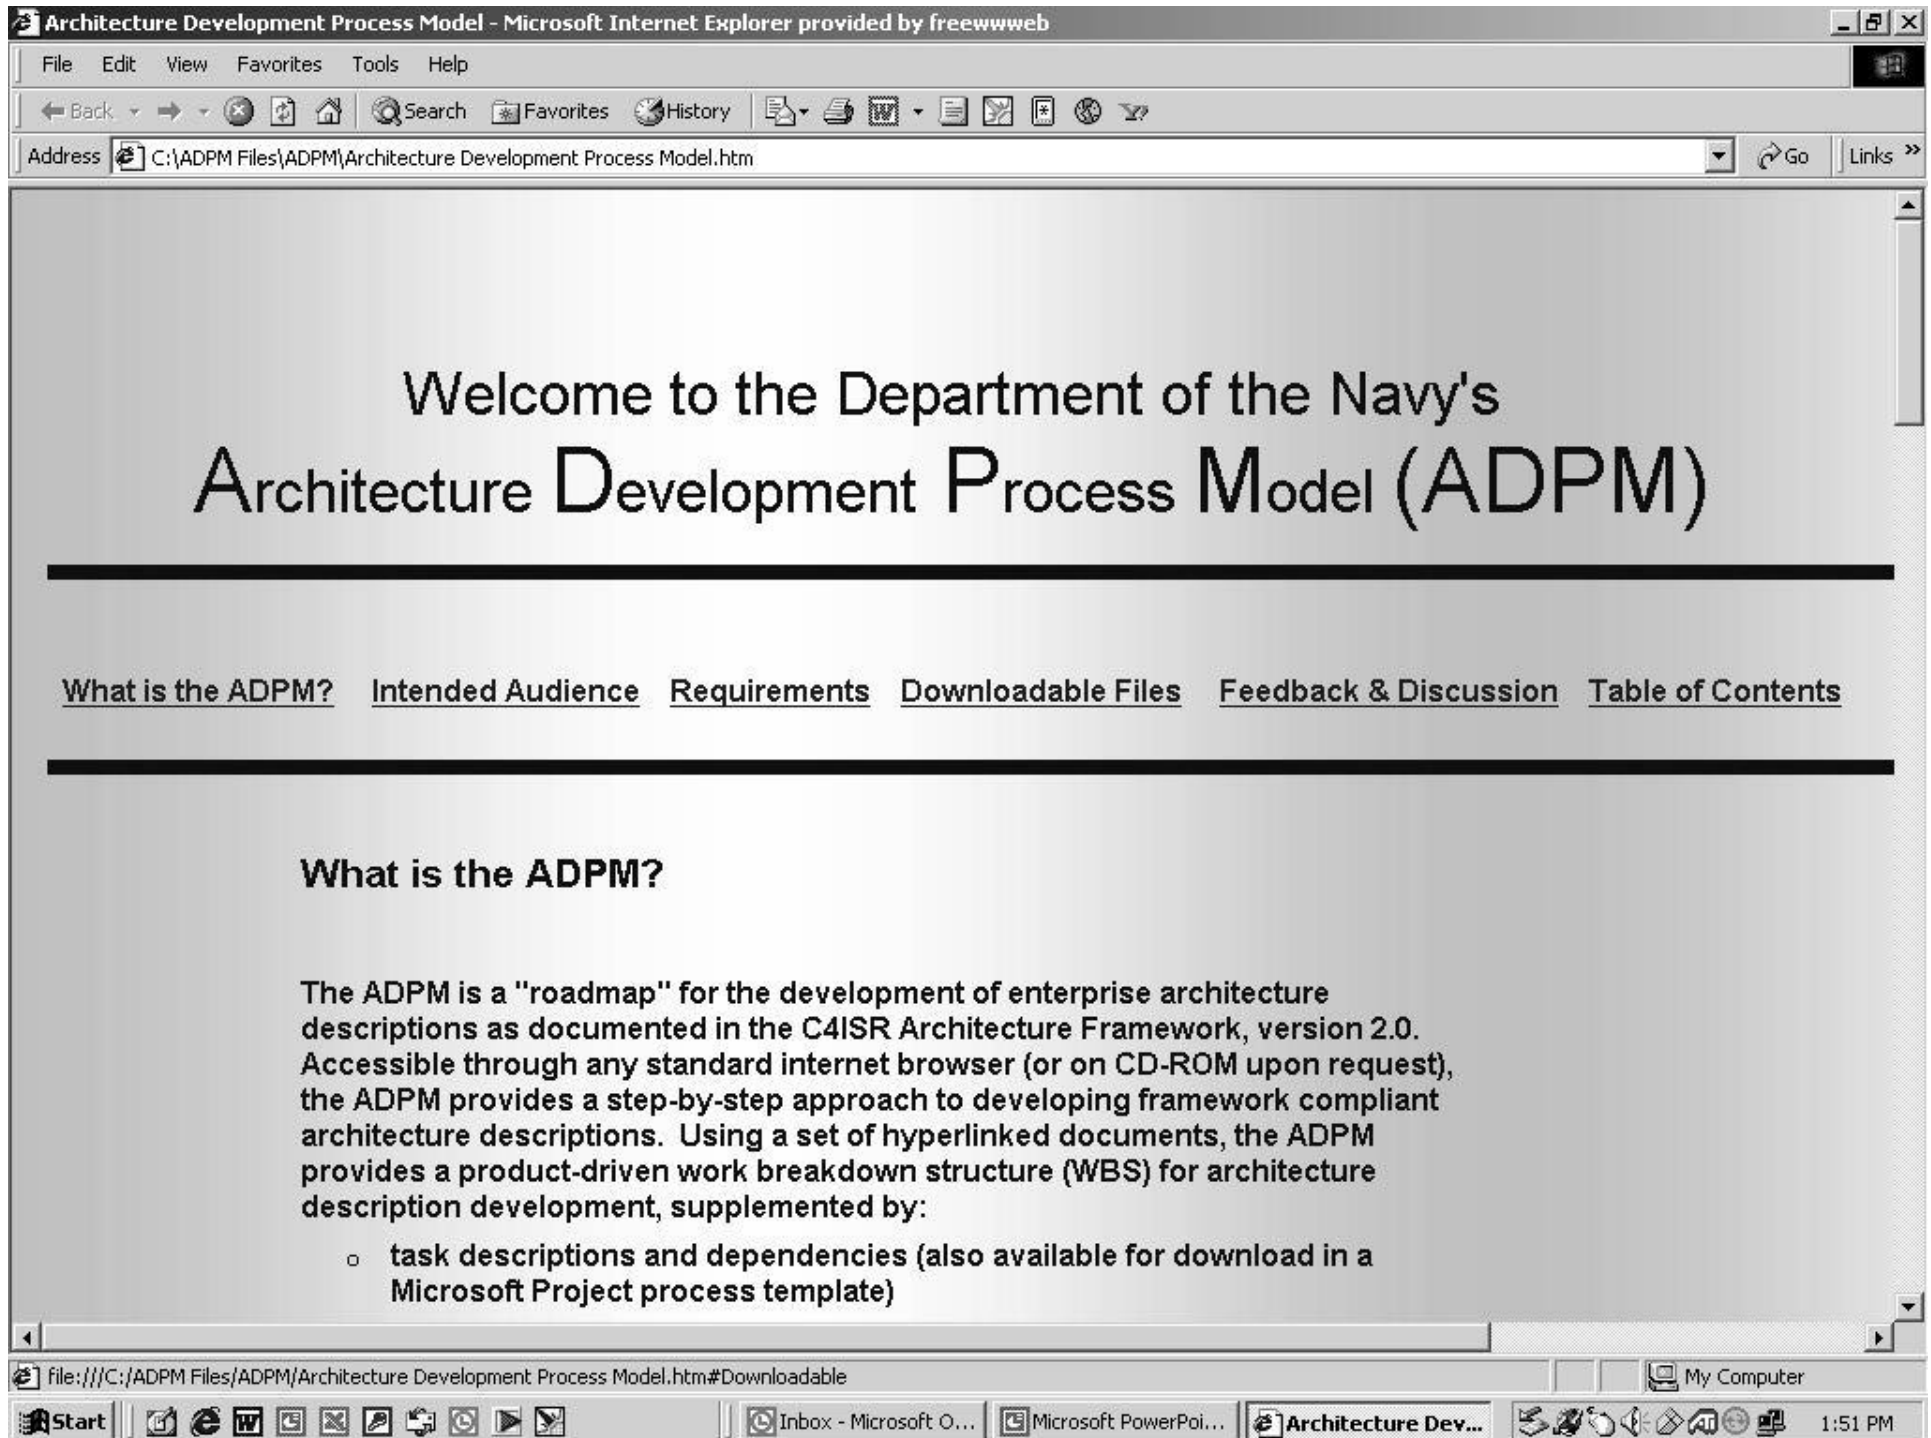 Architecture Development Process Model - Microsoft Internet Explorer provided by freewwweb
File Edit View Favorites Tools Help
Back Search Favorites History
Address C:\ADPM Files\ADPM\Architecture Development Process Model.htm Go Links »
Welcome to the Department of the Navy's
Architecture Development Process Model (ADPM)
What is the ADPM? Intended Audience Requirements Downloadable Files Feedback & Discussion Table of Contents
What is the ADPM?
The ADPM is a "roadmap" for the development of enterprise architecture
descriptions as documented in the C4ISR Architecture Framework, version 2.0.
Accessible through any standard internet browser (or on CD-ROM upon request),
the ADPM provides a step-by-step approach to developing framework compliant
architecture descriptions.  Using a set of hyperlinked documents, the ADPM
provides a product-driven work breakdown structure (WBS) for architecture
description development, supplemented by:
o task descriptions and dependencies (also available for download in a
Microsoft Project process template)
file:///C:/ADPM Files/ADPM/Architecture Development Process Model.htm#Downloadable My Computer
Start Inbox - Microsoft O... Microsoft PowerPoi... Architecture Dev... 1:51 PM